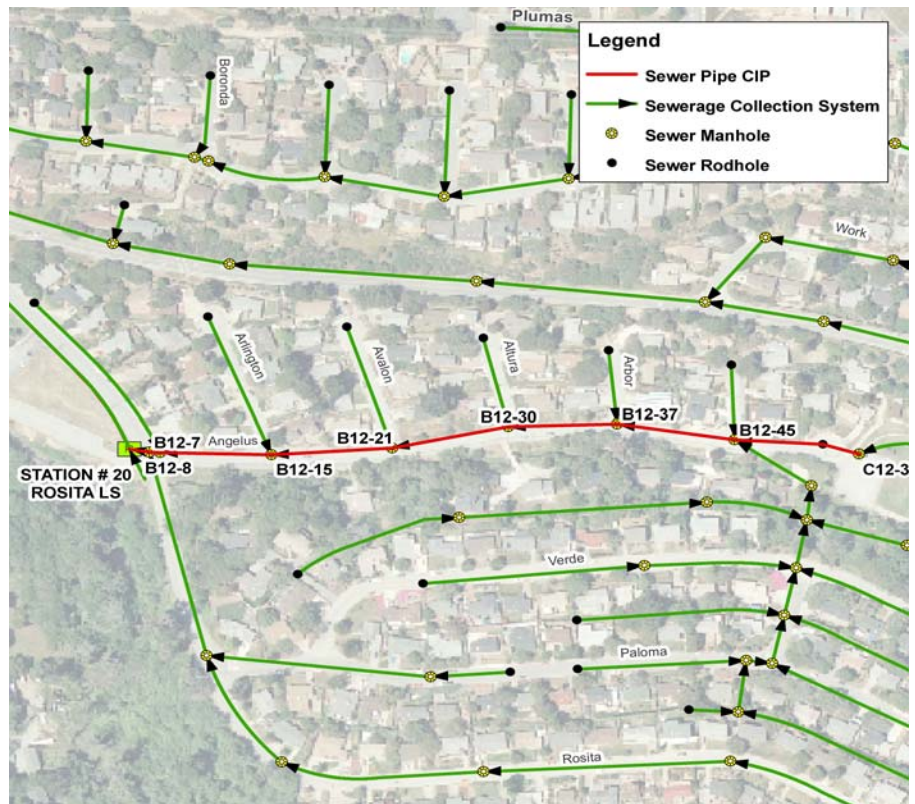 Plumas
Legend
Sewer Pipe CIP
Sewerage Collection System
Sewer Manhole
Sewer Rodhole
Boronda
Work
Arlington
Avalon
Altura
Arbor
B12-7
Angelus
B12-21
B12-30
B12-37
B12-45
B12-8
B12-15
C12-3
STATION # 20
ROSITA LS
Verde
Paloma
Rosita